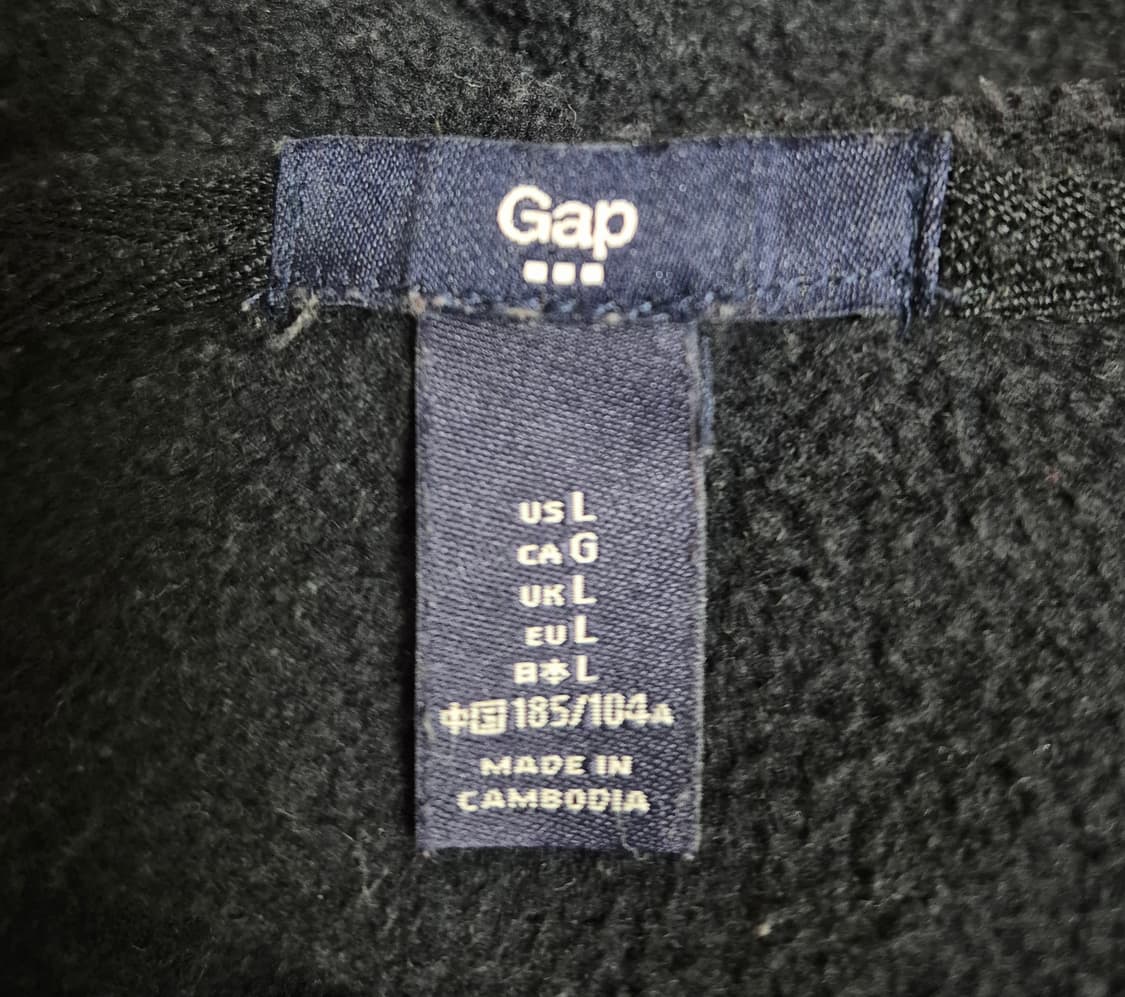 Gap
US L
CA G
UK L
EU L
日本 L
中国 185/104A
MADE IN
CAMBODIA